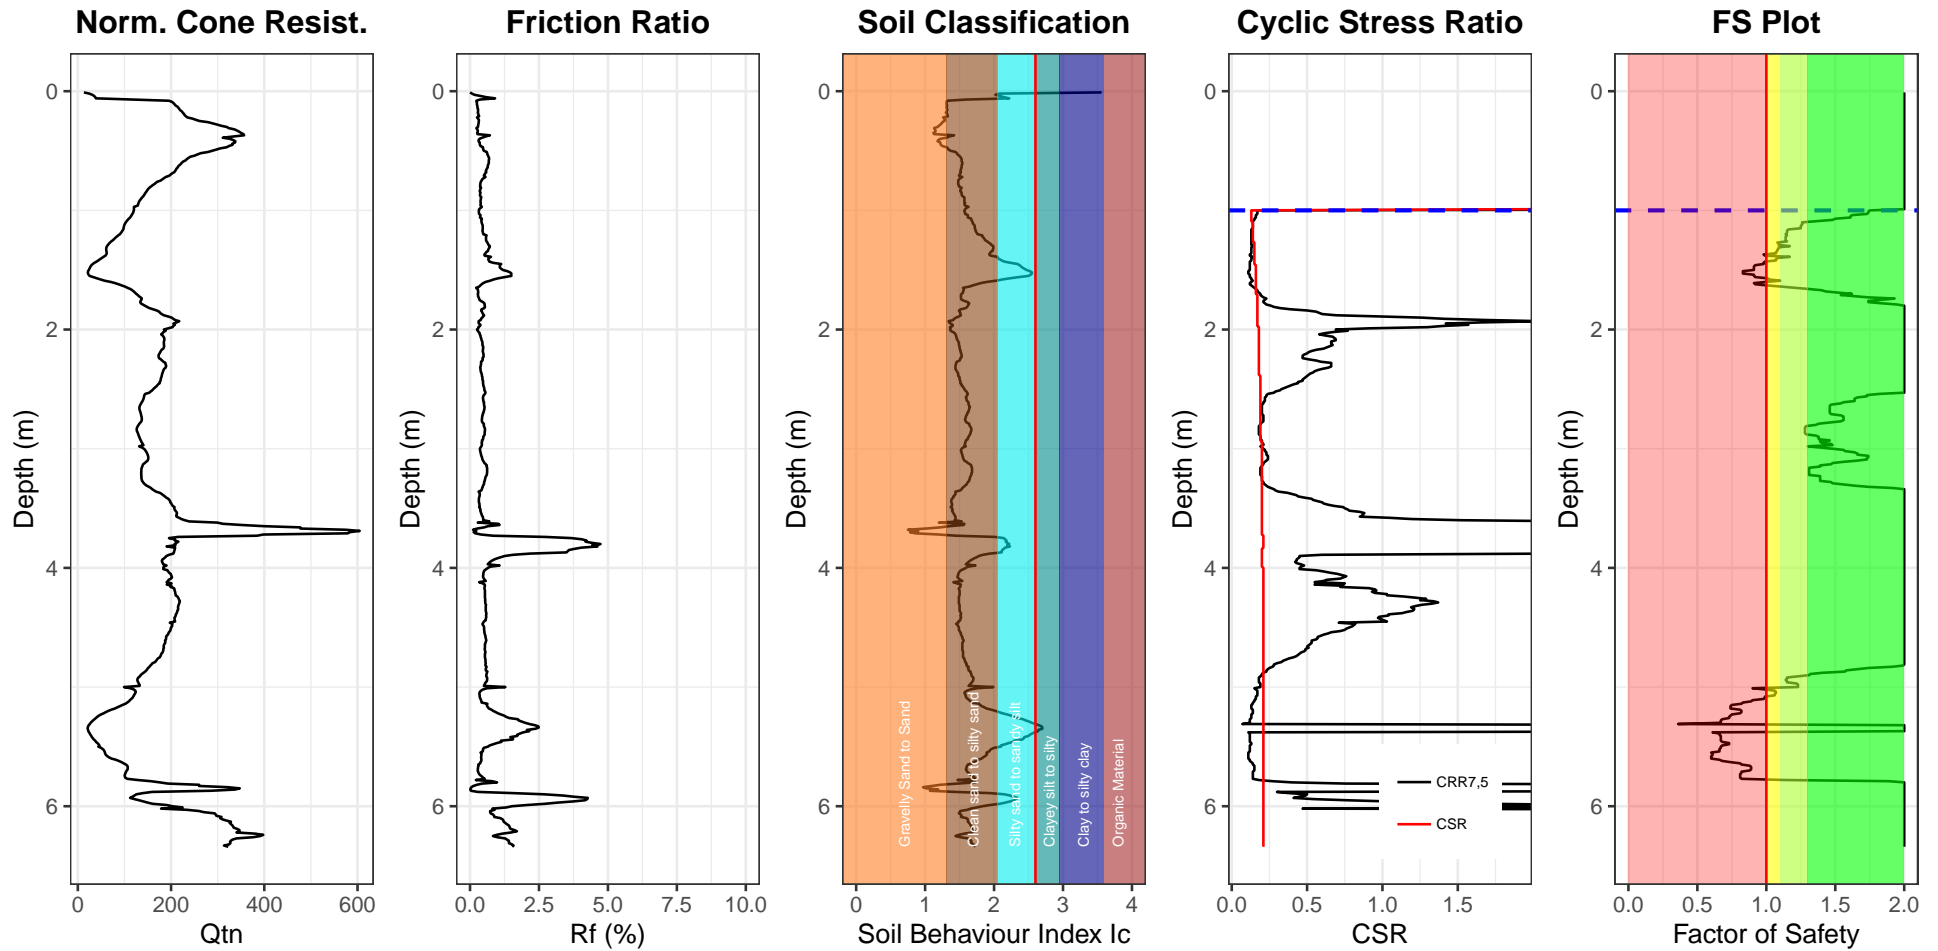 Norm. Cone Resist.
Friction Ratio
Soil Classification
Cyclic Stress Ratio
FS Plot
Depth (m)
0
2
4
6
0 200 400 600
Qtn
Depth (m)
0
2
4
6
0.0 2.5 5.0 7.5 10.0
Rf (%)
Depth (m)
0
2
4
6
Gravelly Sand to Sand
Clean sand to silty sand
Silty sand to sandy silt
Clayey silt to silty
Clay to silty clay
Organic Material
0 1 2 3 4
Soil Behaviour Index Ic
Depth (m)
0
2
4
6
CRR7,5
CSR
0.0 0.5 1.0 1.5
CSR
Depth (m)
0
2
4
6
0.0 0.5 1.0 1.5 2.0
Factor of Safety